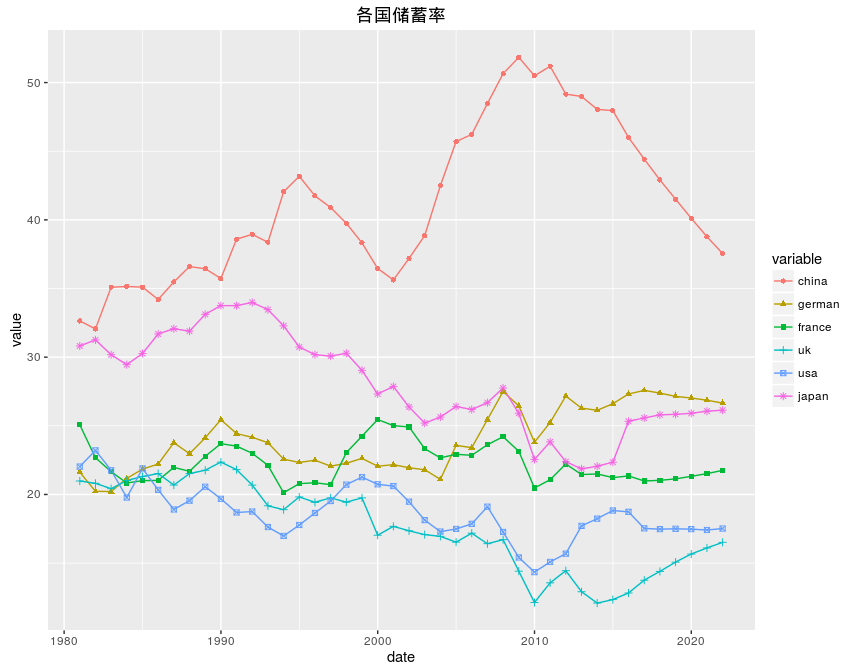 各国储蓄率
value
50
40
30
20
1980
1990
2000
2010
2020
date
variable
china
german
france
uk
usa
japan